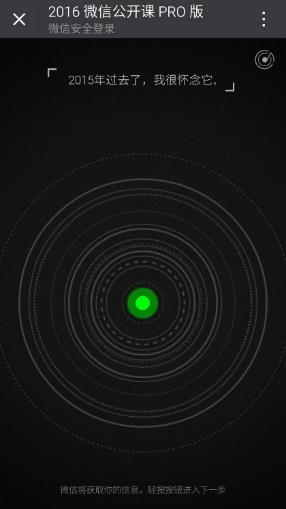 2016 微信公开课 PRO 版
微信安全登录
2015年过去了，我很怀念它。
微信将获取你的信息，轻按按钮进入下一步